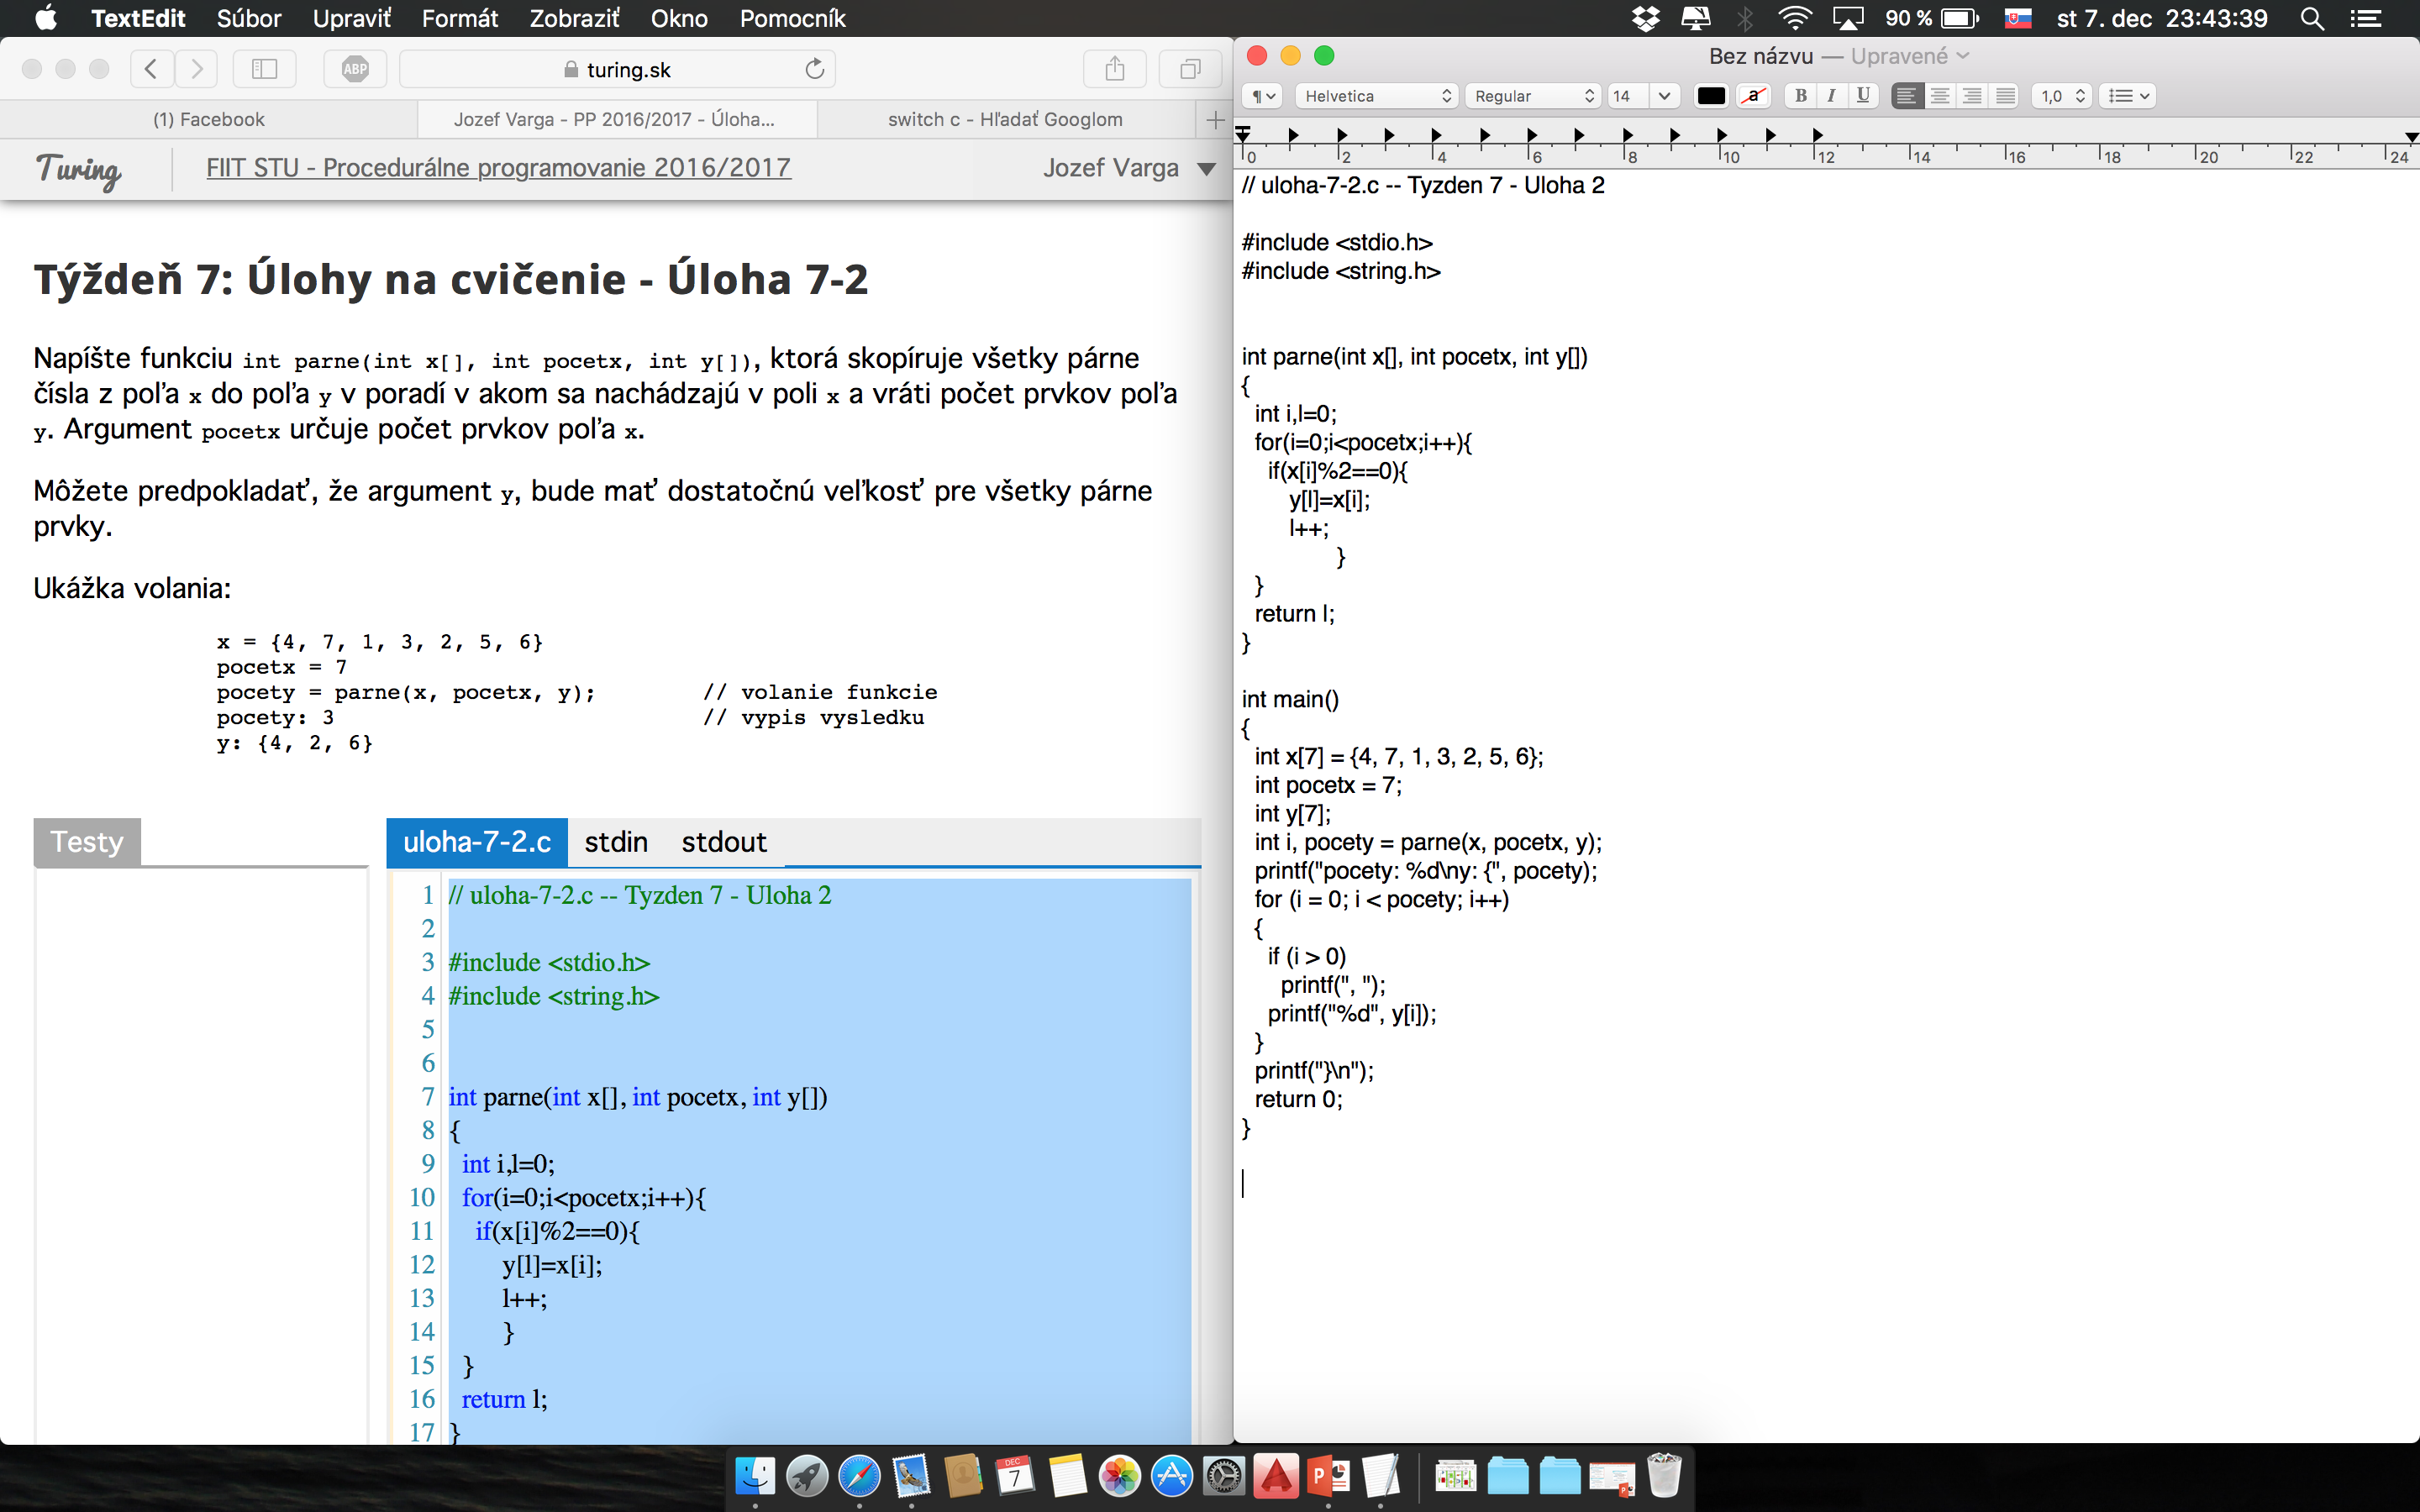 TextEdit Súbor Upraviť Formát Zobraziť Okno Pomocník 90 % st 7. dec 23:43:39
ABP turing.sk
(1) Facebook Jozef Varga - PP 2016/2017 - Úloha... switch c - Hľadať Googlom
Turing FIIT STU - Procedurálne programovanie 2016/2017 Jozef Varga
Týždeň 7: Úlohy na cvičenie - Úloha 7-2
Napíšte funkciu int parne(int x[], int pocetx, int y[]), ktorá skopíruje všetky párne
čísla z poľa x do poľa y v poradí v akom sa nachádzajú v poli x a vráti počet prvkov poľa
y. Argument pocetx určuje počet prvkov poľa x.
Môžete predpokladať, že argument y, bude mať dostatočnú veľkosť pre všetky párne
prvky.
Ukážka volania:
x = {4, 7, 1, 3, 2, 5, 6}
pocetx = 7
pocety = parne(x, pocetx, y); // volanie funkcie
pocety: 3 // vypis vysledku
y: {4, 2, 6}
Testy
uloha-7-2.c stdin stdout
1 // uloha-7-2.c -- Tyzden 7 - Uloha 2
2
3 #include <stdio.h>
4 #include <string.h>
5
6
7 int parne(int x[], int pocetx, int y[])
8 {
9 int i,l=0;
10 for(i=0;i<pocetx;i++){
11 if(x[i]%2==0){
12 y[l]=x[i];
13 l++;
14 }
15 }
16 return l;
17 }
Bez názvu — Upravené
¶ Helvetica Regular 14 a B I U 1,0
0 2 4 6 8 10 12 14 16 18 20 22 24
// uloha-7-2.c -- Tyzden 7 - Uloha 2
#include <stdio.h>
#include <string.h>
int parne(int x[], int pocetx, int y[])
{
int i,l=0;
for(i=0;i<pocetx;i++){
if(x[i]%2==0){
y[l]=x[i];
l++;
}
}
return l;
}
int main()
{
int x[7] = {4, 7, 1, 3, 2, 5, 6};
int pocetx = 7;
int y[7];
int i, pocety = parne(x, pocetx, y);
printf("pocety: %d\ny: {", pocety);
for (i = 0; i < pocety; i++)
{
if (i > 0)
printf(", ");
printf("%d", y[i]);
}
printf("}\n");
return 0;
}
DEC
7
P